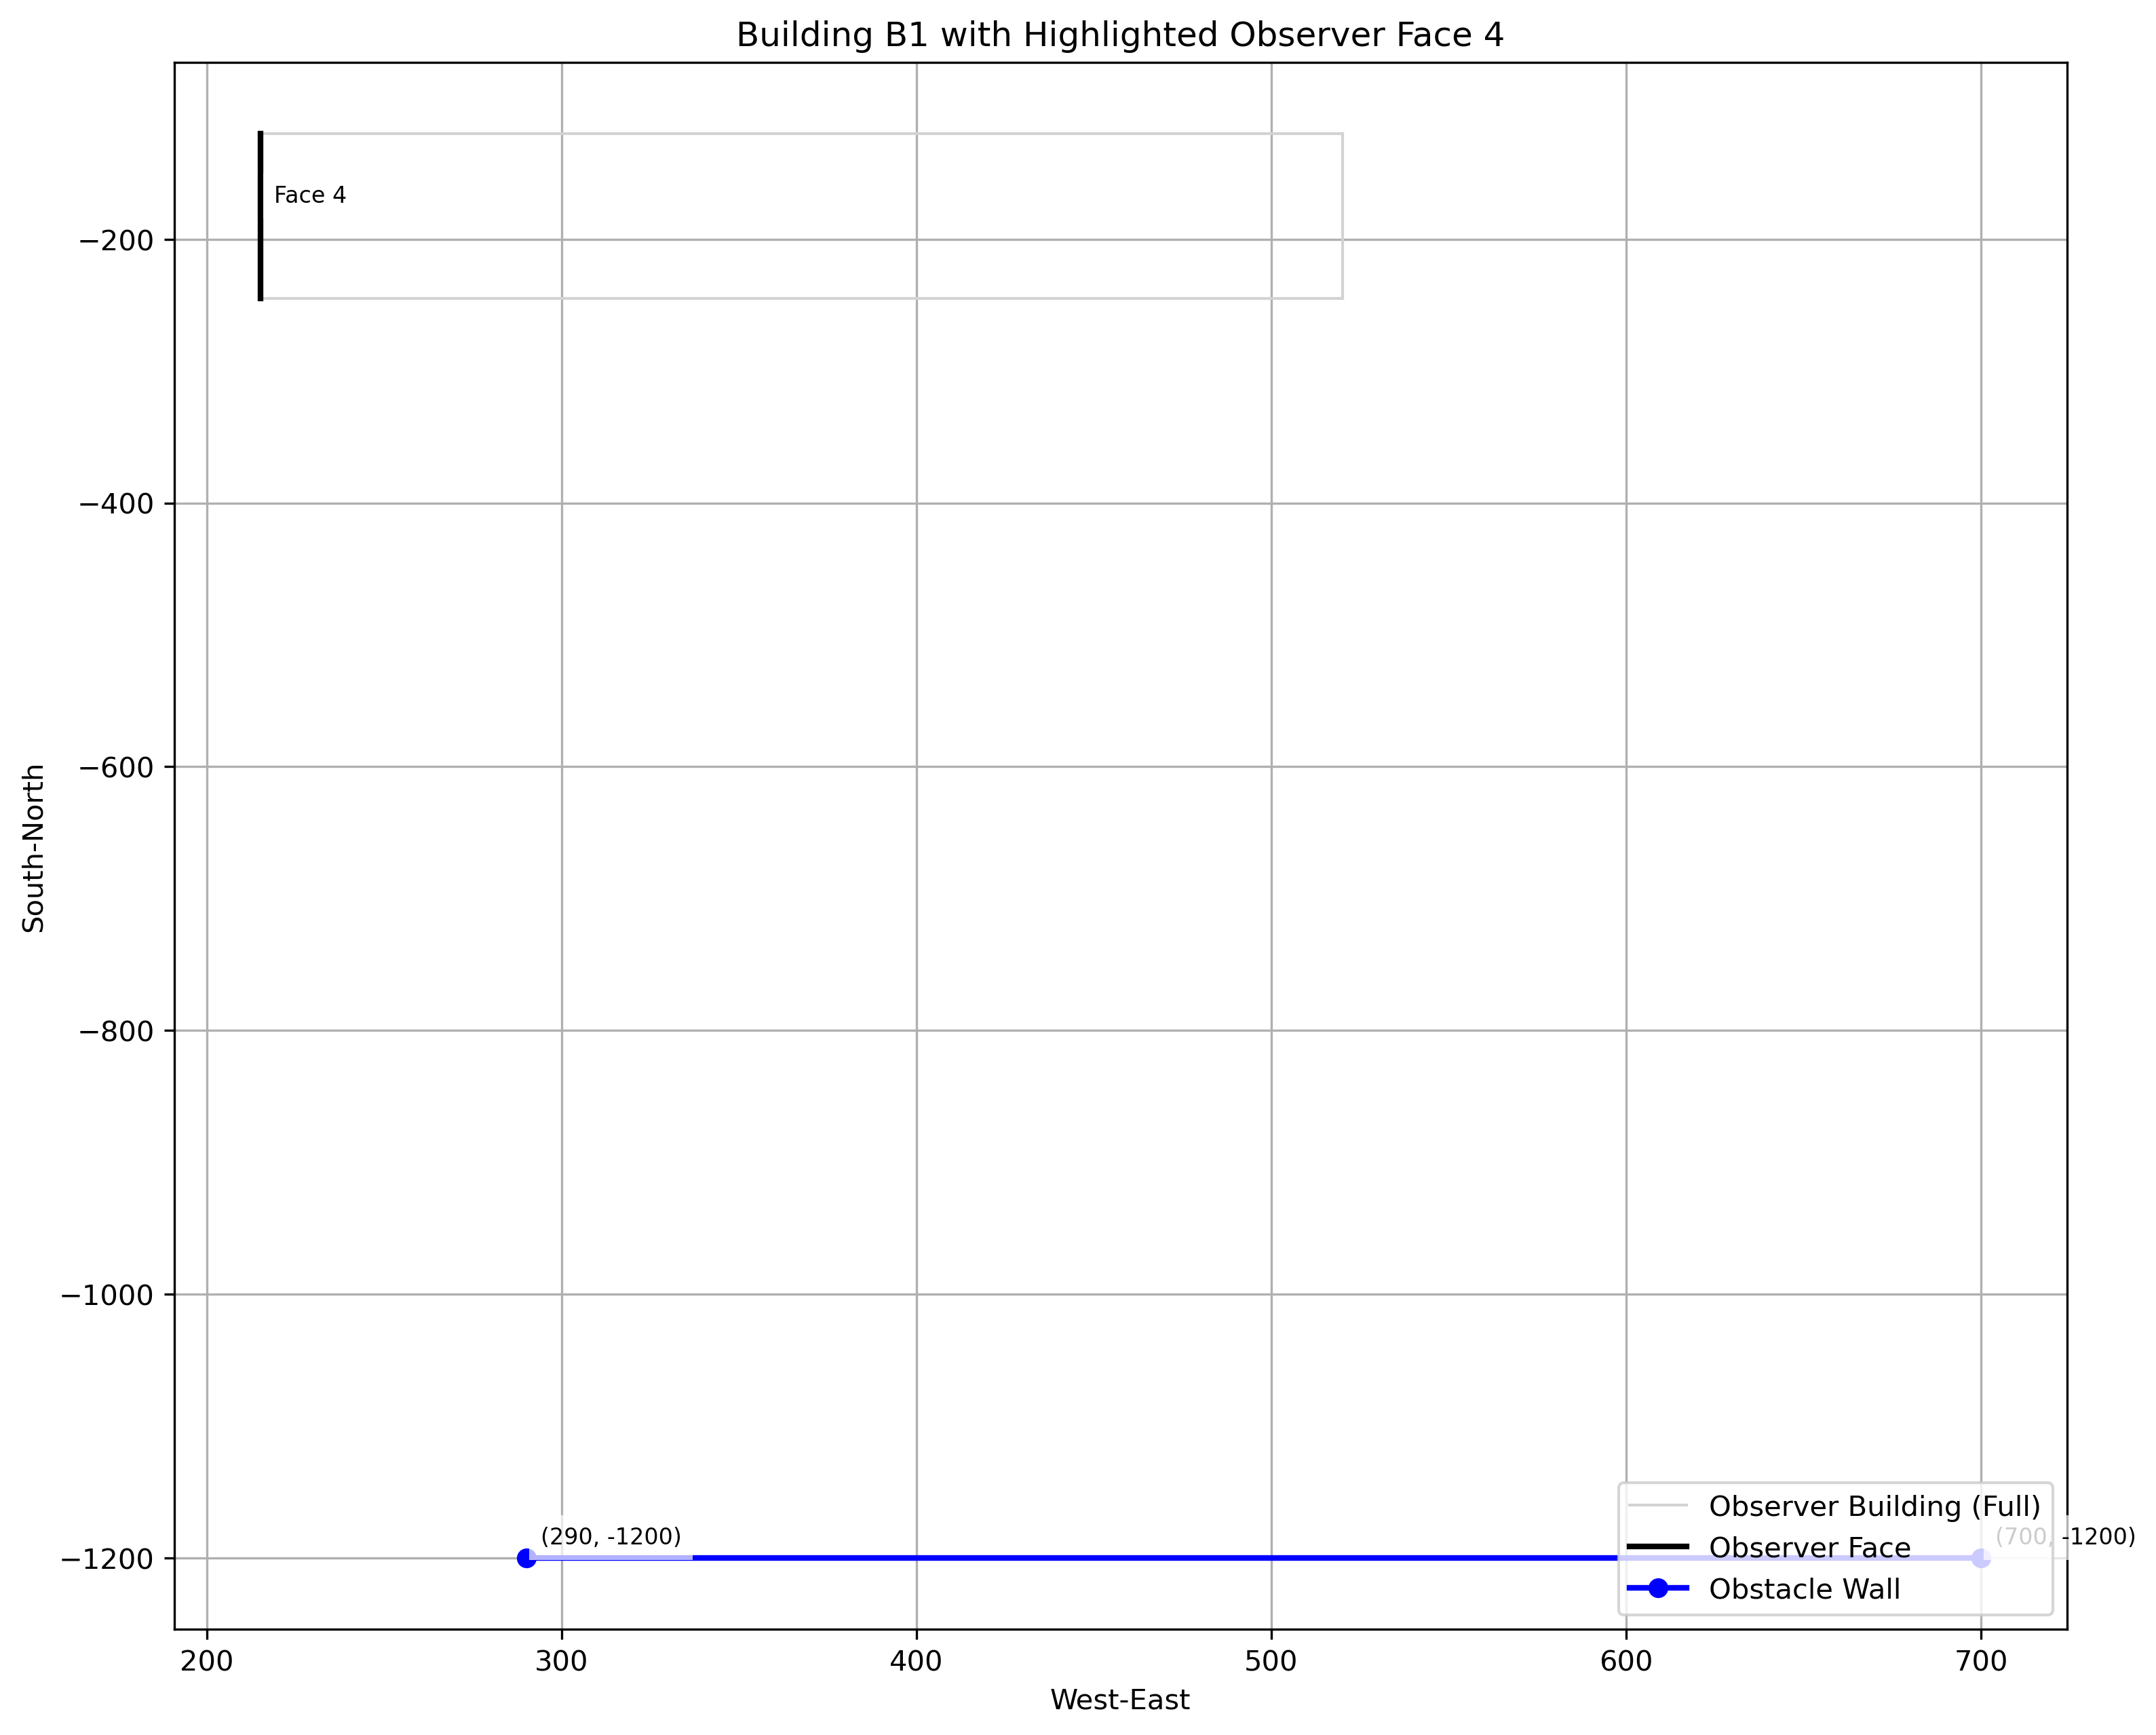 Building B1 with Highlighted Observer Face 4
Face 4
−200
−400
−600
−800
−1000
−1200
South-North
(290, -1200)
(700, -1200)
Observer Building (Full)
Observer Face
Obstacle Wall
200
300
400
500
600
700
West-East